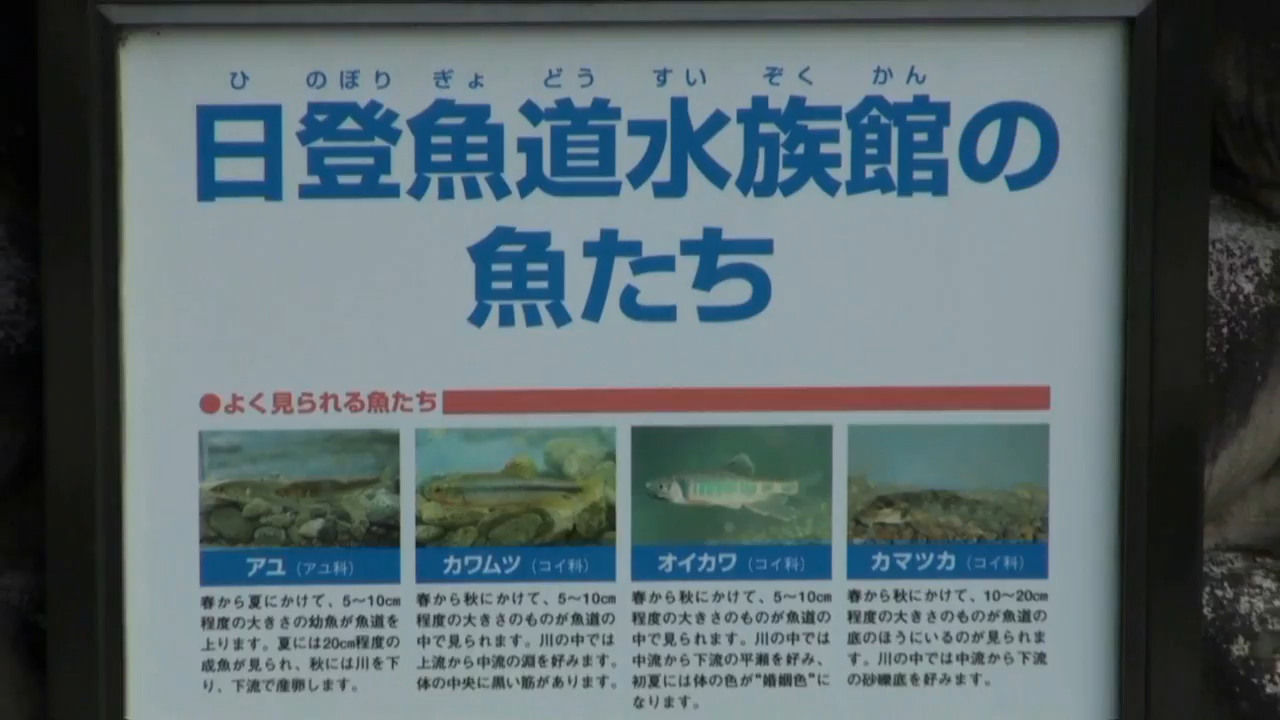 ひ のぼり ぎょ どう すい ぞく かん
日登魚道水族館の
魚たち
●よく見られる魚たち
アユ（アユ科）
春から夏にかけて、5〜10cm
程度の大きさの幼魚が魚道を
上ります。夏には20cm程度の
成魚が見られ、秋には川を下
り、下流で産卵します。
カワムツ（コイ科）
春から秋にかけて、5〜10cm
程度の大きさのものが魚道の
中で見られます。川の中では
上流から中流の淵を好みます。
体の中央に黒い筋があります。
オイカワ（コイ科）
春から秋にかけて、5〜10cm
程度の大きさのものが魚道の
中で見られます。川の中では
中流から下流の平瀬を好み、
初夏には体の色が"婚姻色"に
なります。
カマツカ（コイ科）
春から秋にかけて、10〜20cm
程度の大きさのものが魚道の
底のほうにいるのが見られま
す。川の中では中流から下流
の砂礫底を好みます。